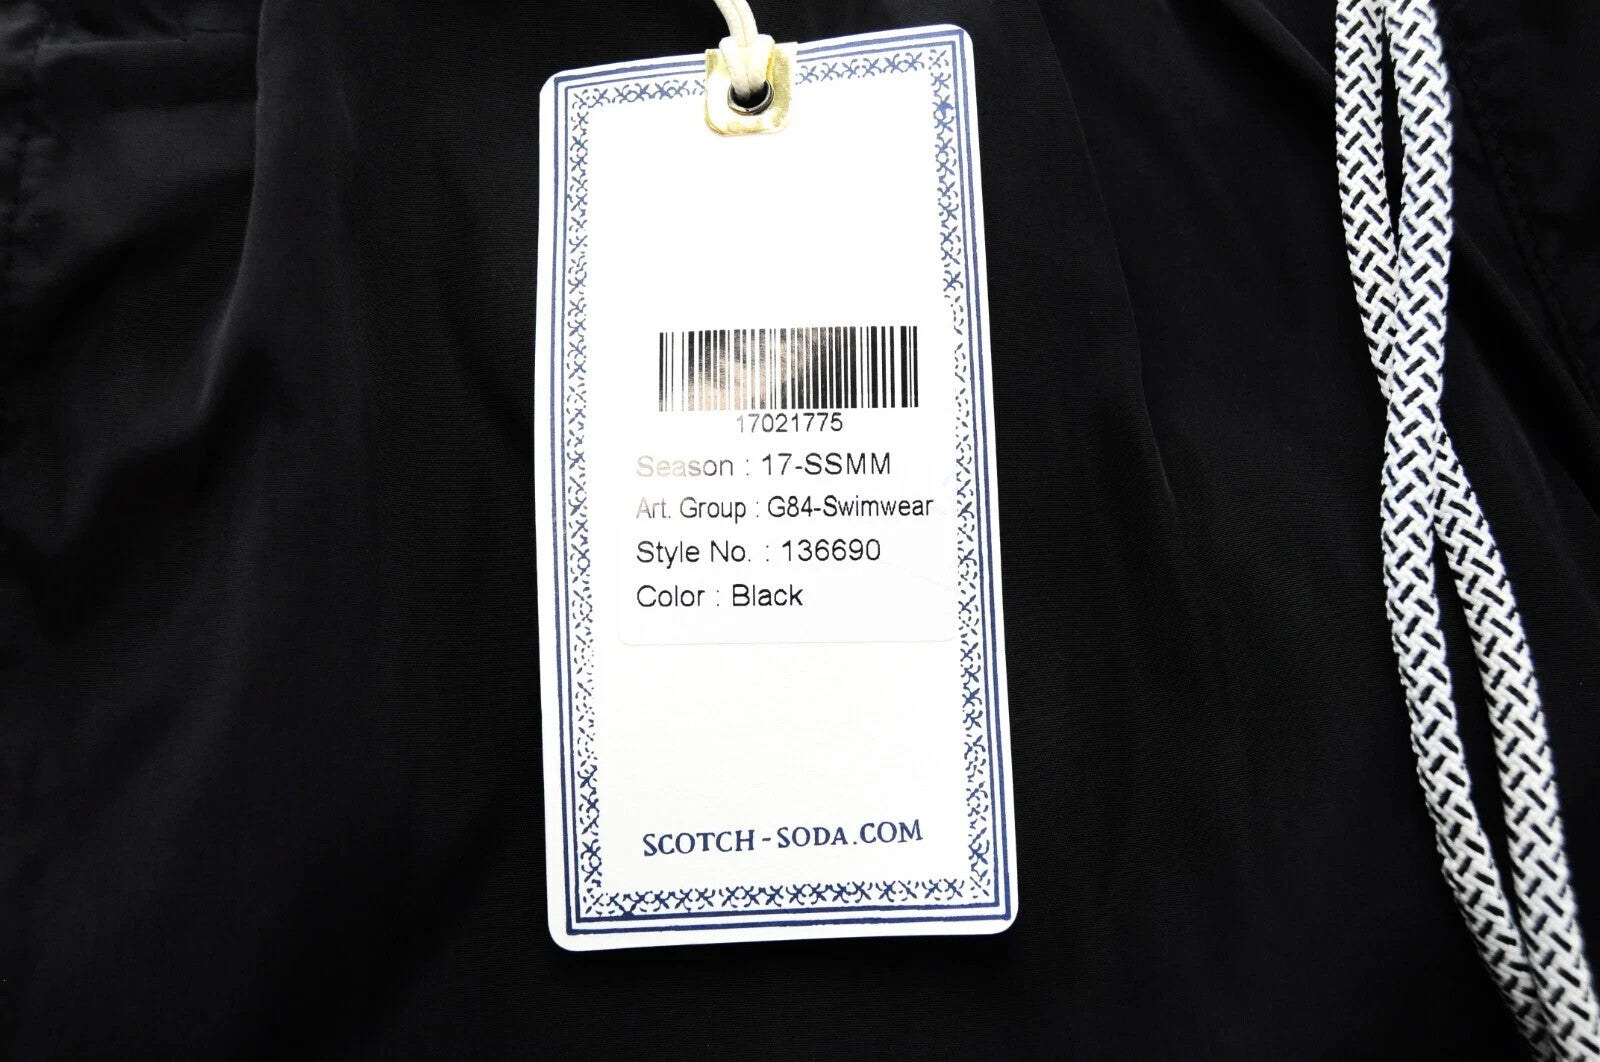 17021775
Season : 17-SSMM
Art. Group : G84-Swimwear
Style No. : 136690
Color : Black
SCOTCH-SODA.COM